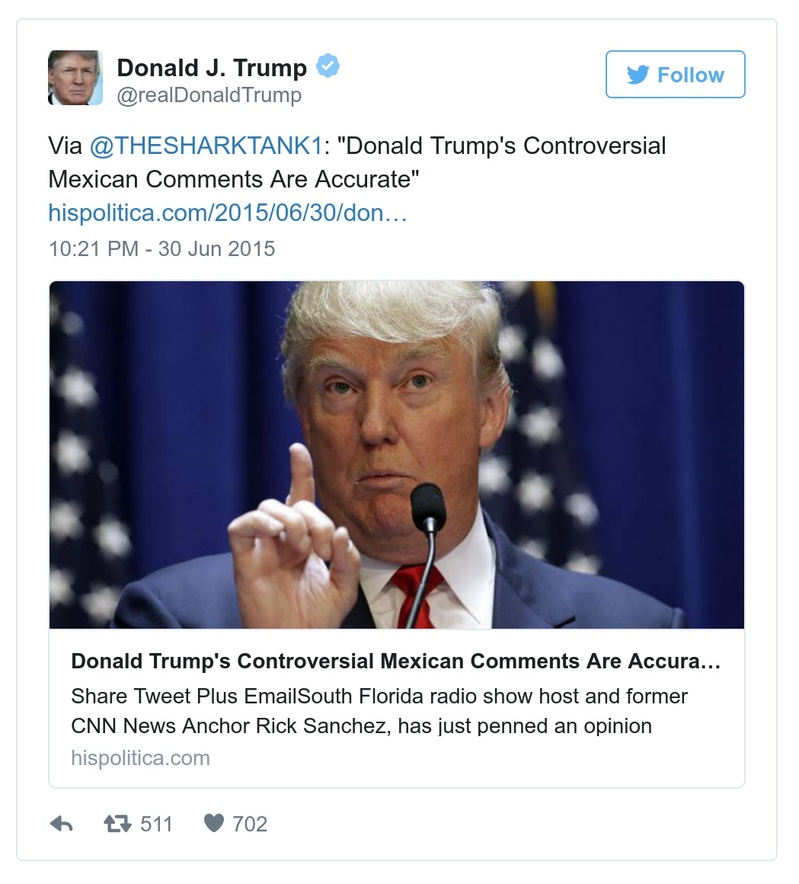 Donald J. Trump
Follow
@realDonaldTrump
Via @THESHARKTANK1: "Donald Trump's Controversial
Mexican Comments Are Accurate"
hispolitica.com/2015/06/30/don…
10:21 PM - 30 Jun 2015
Donald Trump's Controversial Mexican Comments Are Accura…
Share Tweet Plus EmailSouth Florida radio show host and former
CNN News Anchor Rick Sanchez, has just penned an opinion
hispolitica.com
511 702